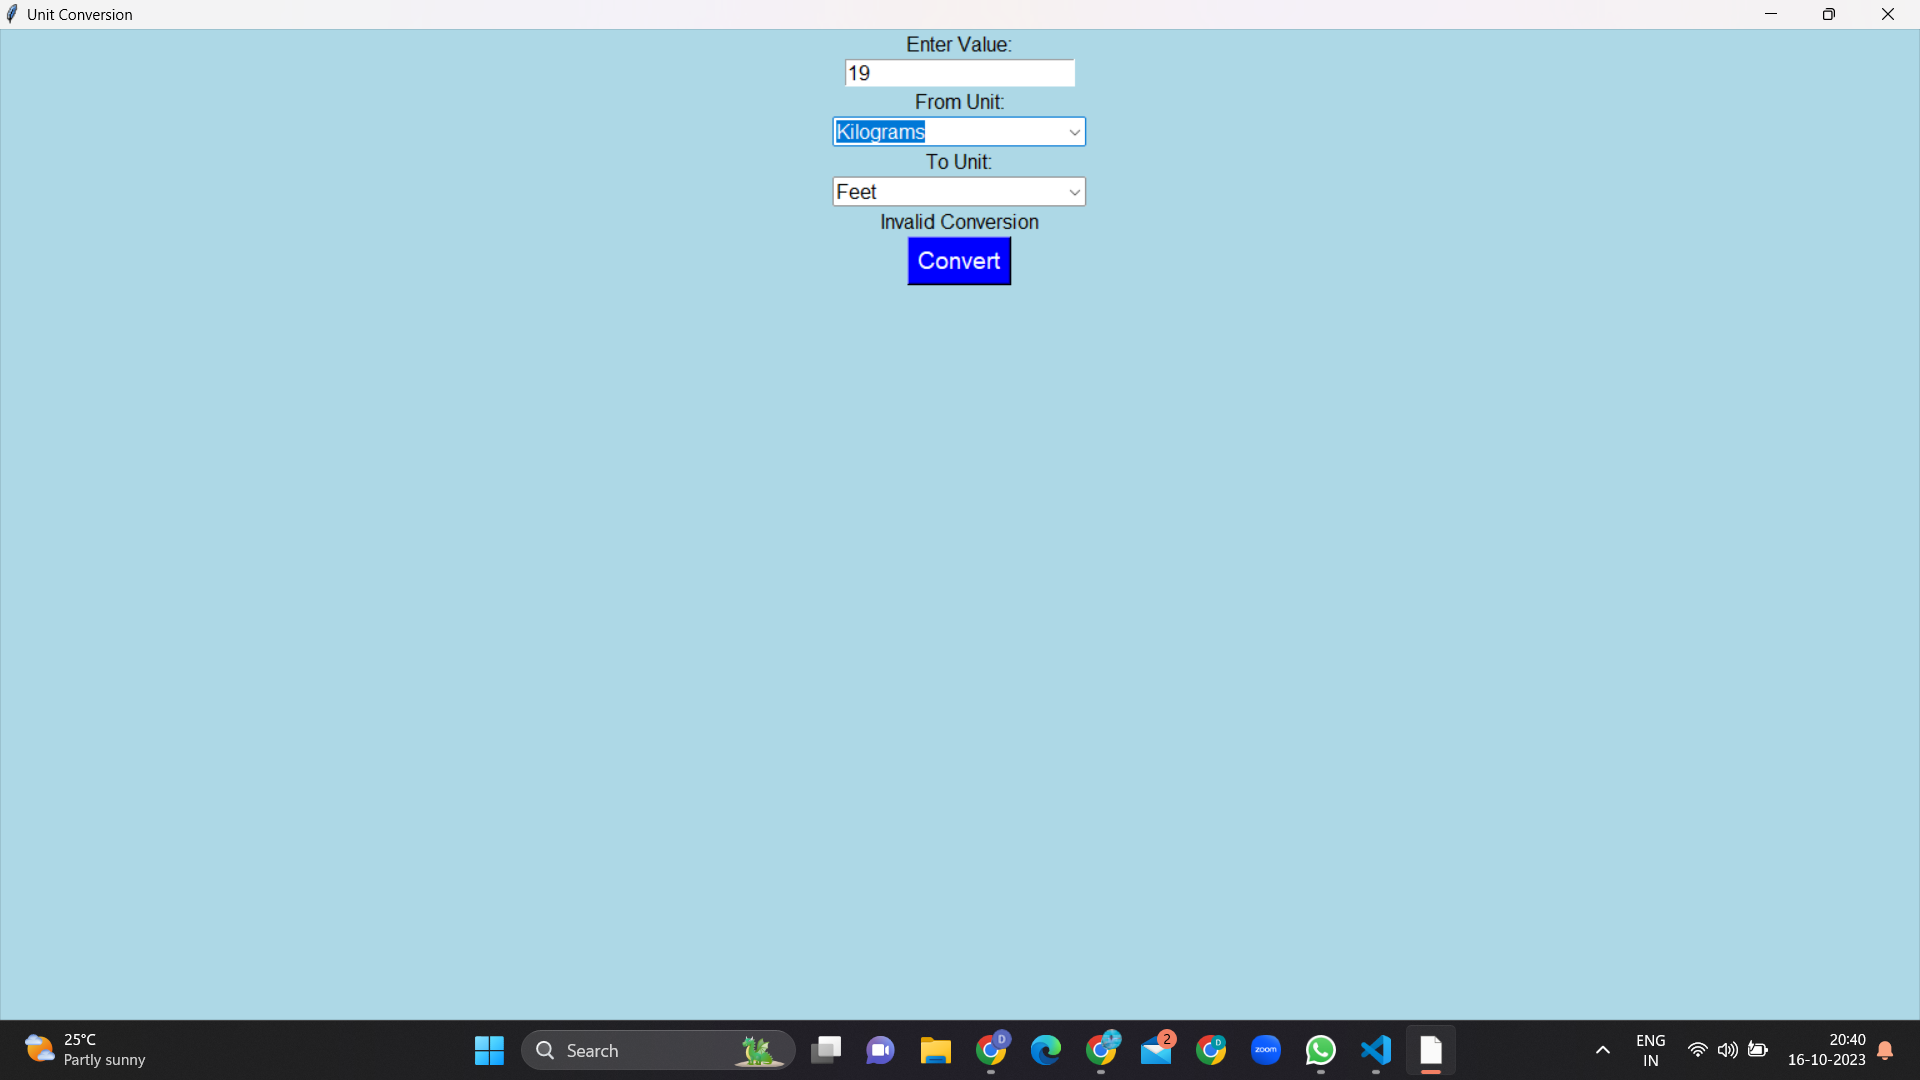 Unit Conversion
Enter Value:
19
From Unit:
Kilograms
To Unit:
Feet
Invalid Conversion
Convert
25°C
Partly sunny
Search
D
2
D
zoom
ENG
IN
20:40
16-10-2023